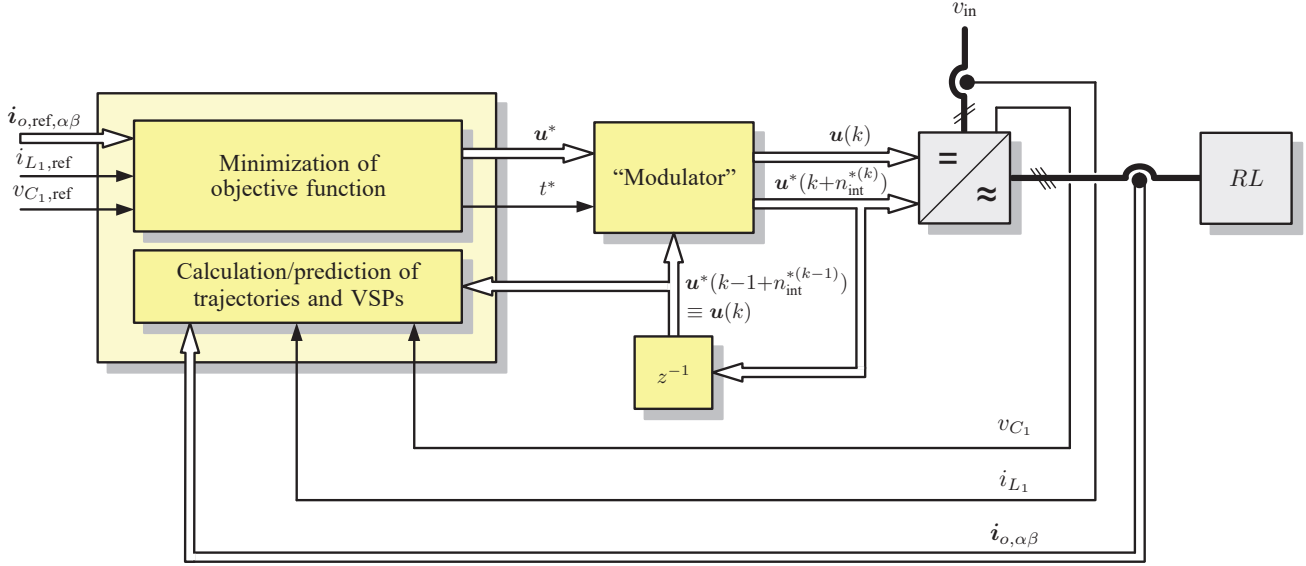 v_in
i_{o,ref,αβ}
i_{L_1,ref}
v_{C_1,ref}
Minimization of
objective function
u^*
t^*
“Modulator”
u(k)
u^*(k+n_int^{*(k)})
=
≈
RL
Calculation/prediction of
trajectories and VSPs
u^*(k−1+n_int^{*(k−1)})
≡ u(k)
z^{−1}
v_{C_1}
i_{L_1}
i_{o,αβ}